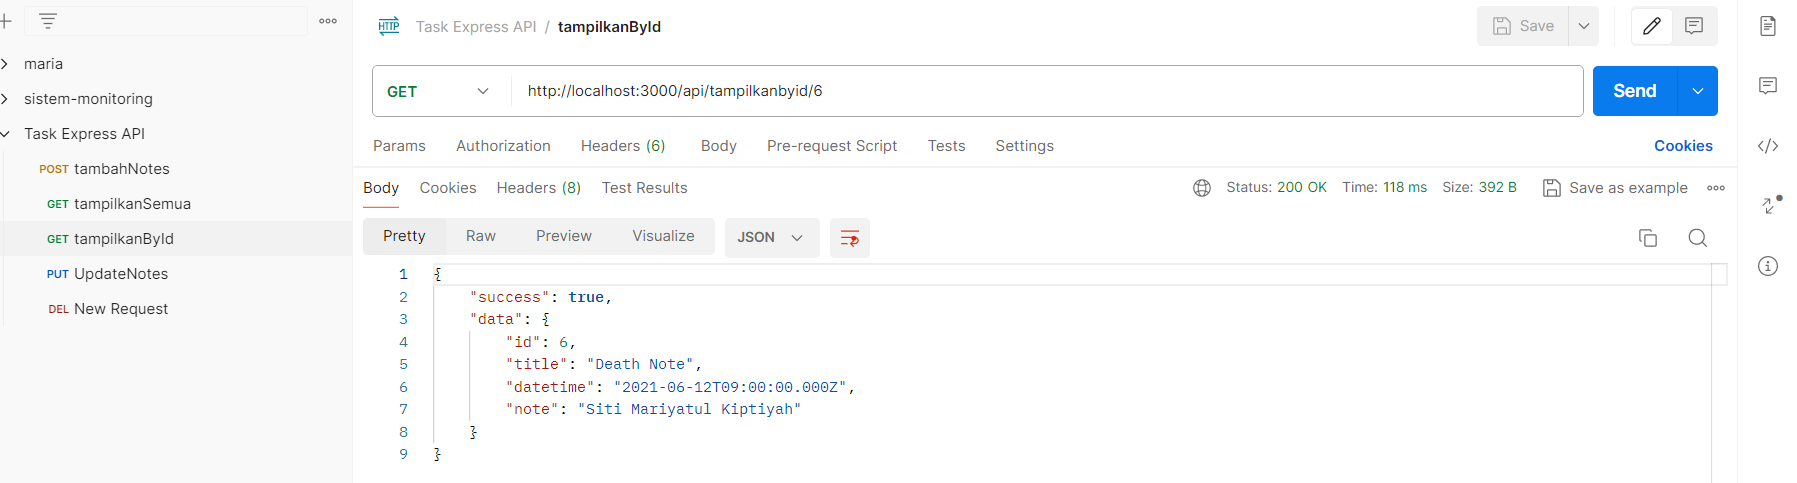 maria
sistem-monitoring
Task Express API
POST tambahNotes
GET tampilkanSemua
GET tampilkanById
PUT UpdateNotes
DEL New Request
HTTP Task Express API / tampilkanById
Save
GET http://localhost:3000/api/tampilkanbyid/6
Send
Params Authorization Headers (6) Body Pre-request Script Tests Settings Cookies
Body Cookies Headers (8) Test Results Status: 200 OK Time: 118 ms Size: 392 B Save as example
Pretty Raw Preview Visualize JSON
1 {
2 "success": true,
3 "data": {
4 "id": 6,
5 "title": "Death Note",
6 "datetime": "2021-06-12T09:00:00.000Z",
7 "note": "Siti Mariyatul Kiptiyah"
8 }
9 }